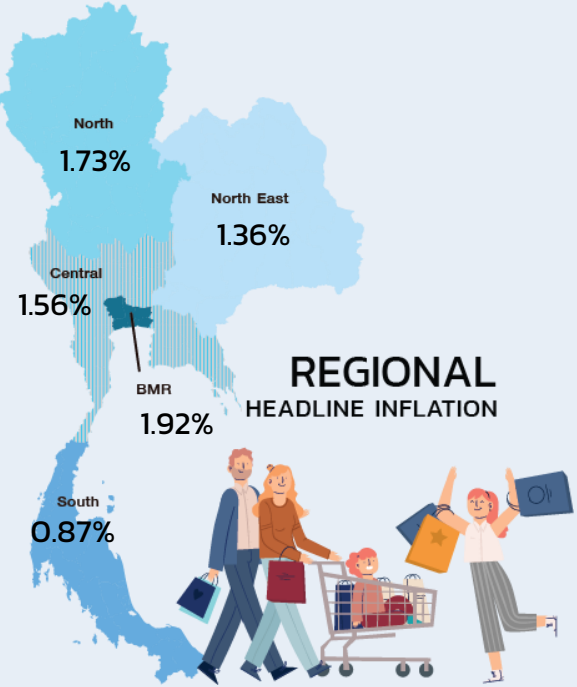 North
1.73%
North East
1.36%
Central
1.56%
BMR
1.92%
REGIONAL
HEADLINE INFLATION
South
0.87%